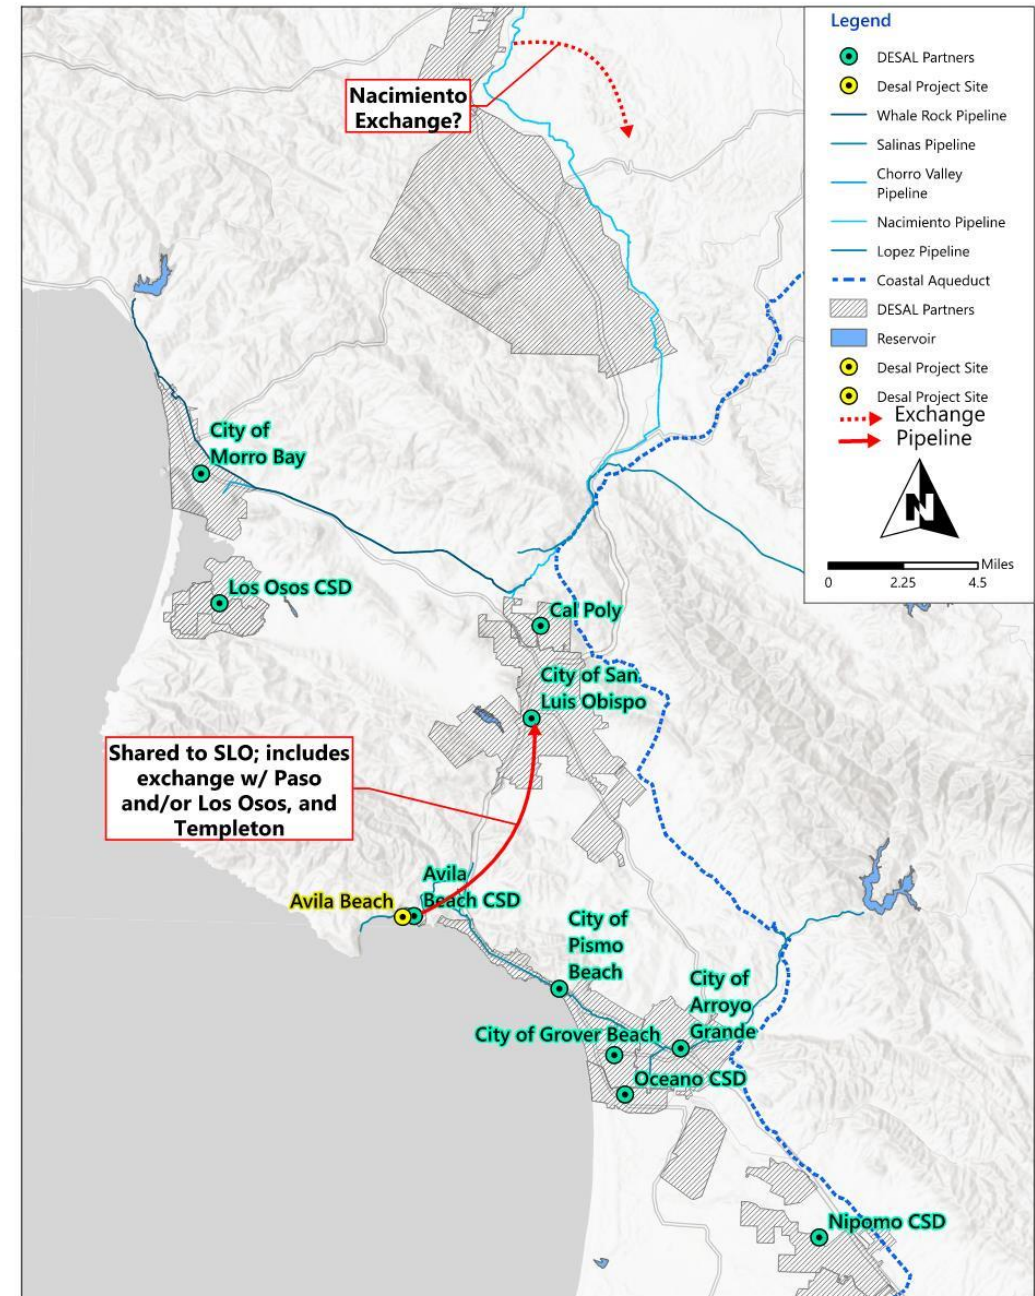 Legend
DESAL Partners
Desal Project Site
Whale Rock Pipeline
Salinas Pipeline
Chorro Valley
Pipeline
Nacimiento Pipeline
Lopez Pipeline
Coastal Aqueduct
DESAL Partners
Reservoir
Desal Project Site
Desal Project Site
Exchange
Pipeline
N
Miles
0 2.25 4.5
Nacimiento
Exchange?
City of
Morro Bay
Los Osos CSD
Cal Poly
City of San
Luis Obispo
Shared to SLO; includes
exchange w/ Paso
and/or Los Osos, and
Templeton
Avila
Beach CSD
Avila Beach
City of
Pismo
Beach
City of
Arroyo
Grande
City of Grover Beach
Oceano CSD
Nipomo CSD